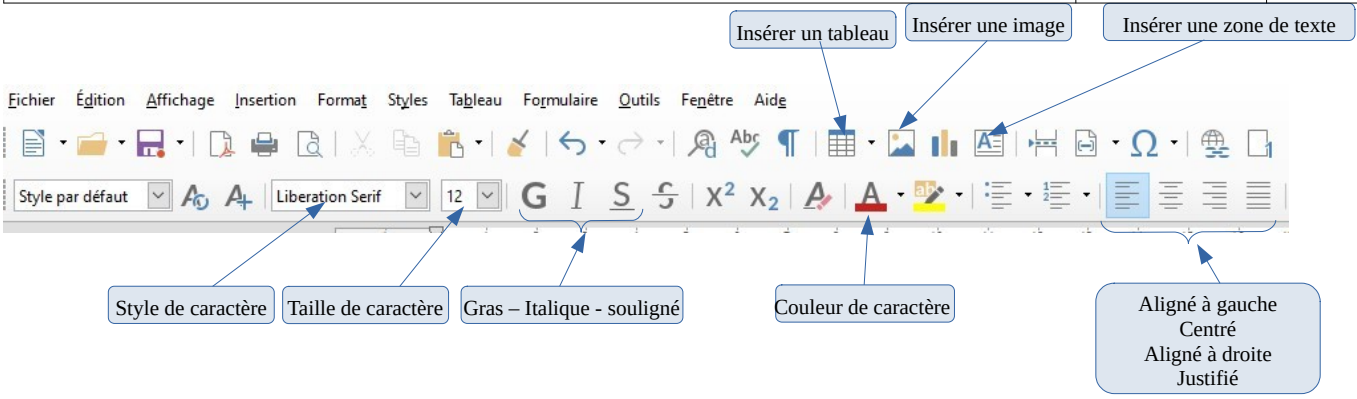 Insérer un tableau
Insérer une image
Insérer une zone de texte
Fichier Édition Affichage Insertion Format Styles Tableau Formulaire Outils Fenêtre Aide
Abc
Style par défaut
Liberation Serif
12
G I S S X² X₂ A A ab
Style de caractère
Taille de caractère
Gras – Italique - souligné
Couleur de caractère
Aligné à gauche
Centré
Aligné à droite
Justifié